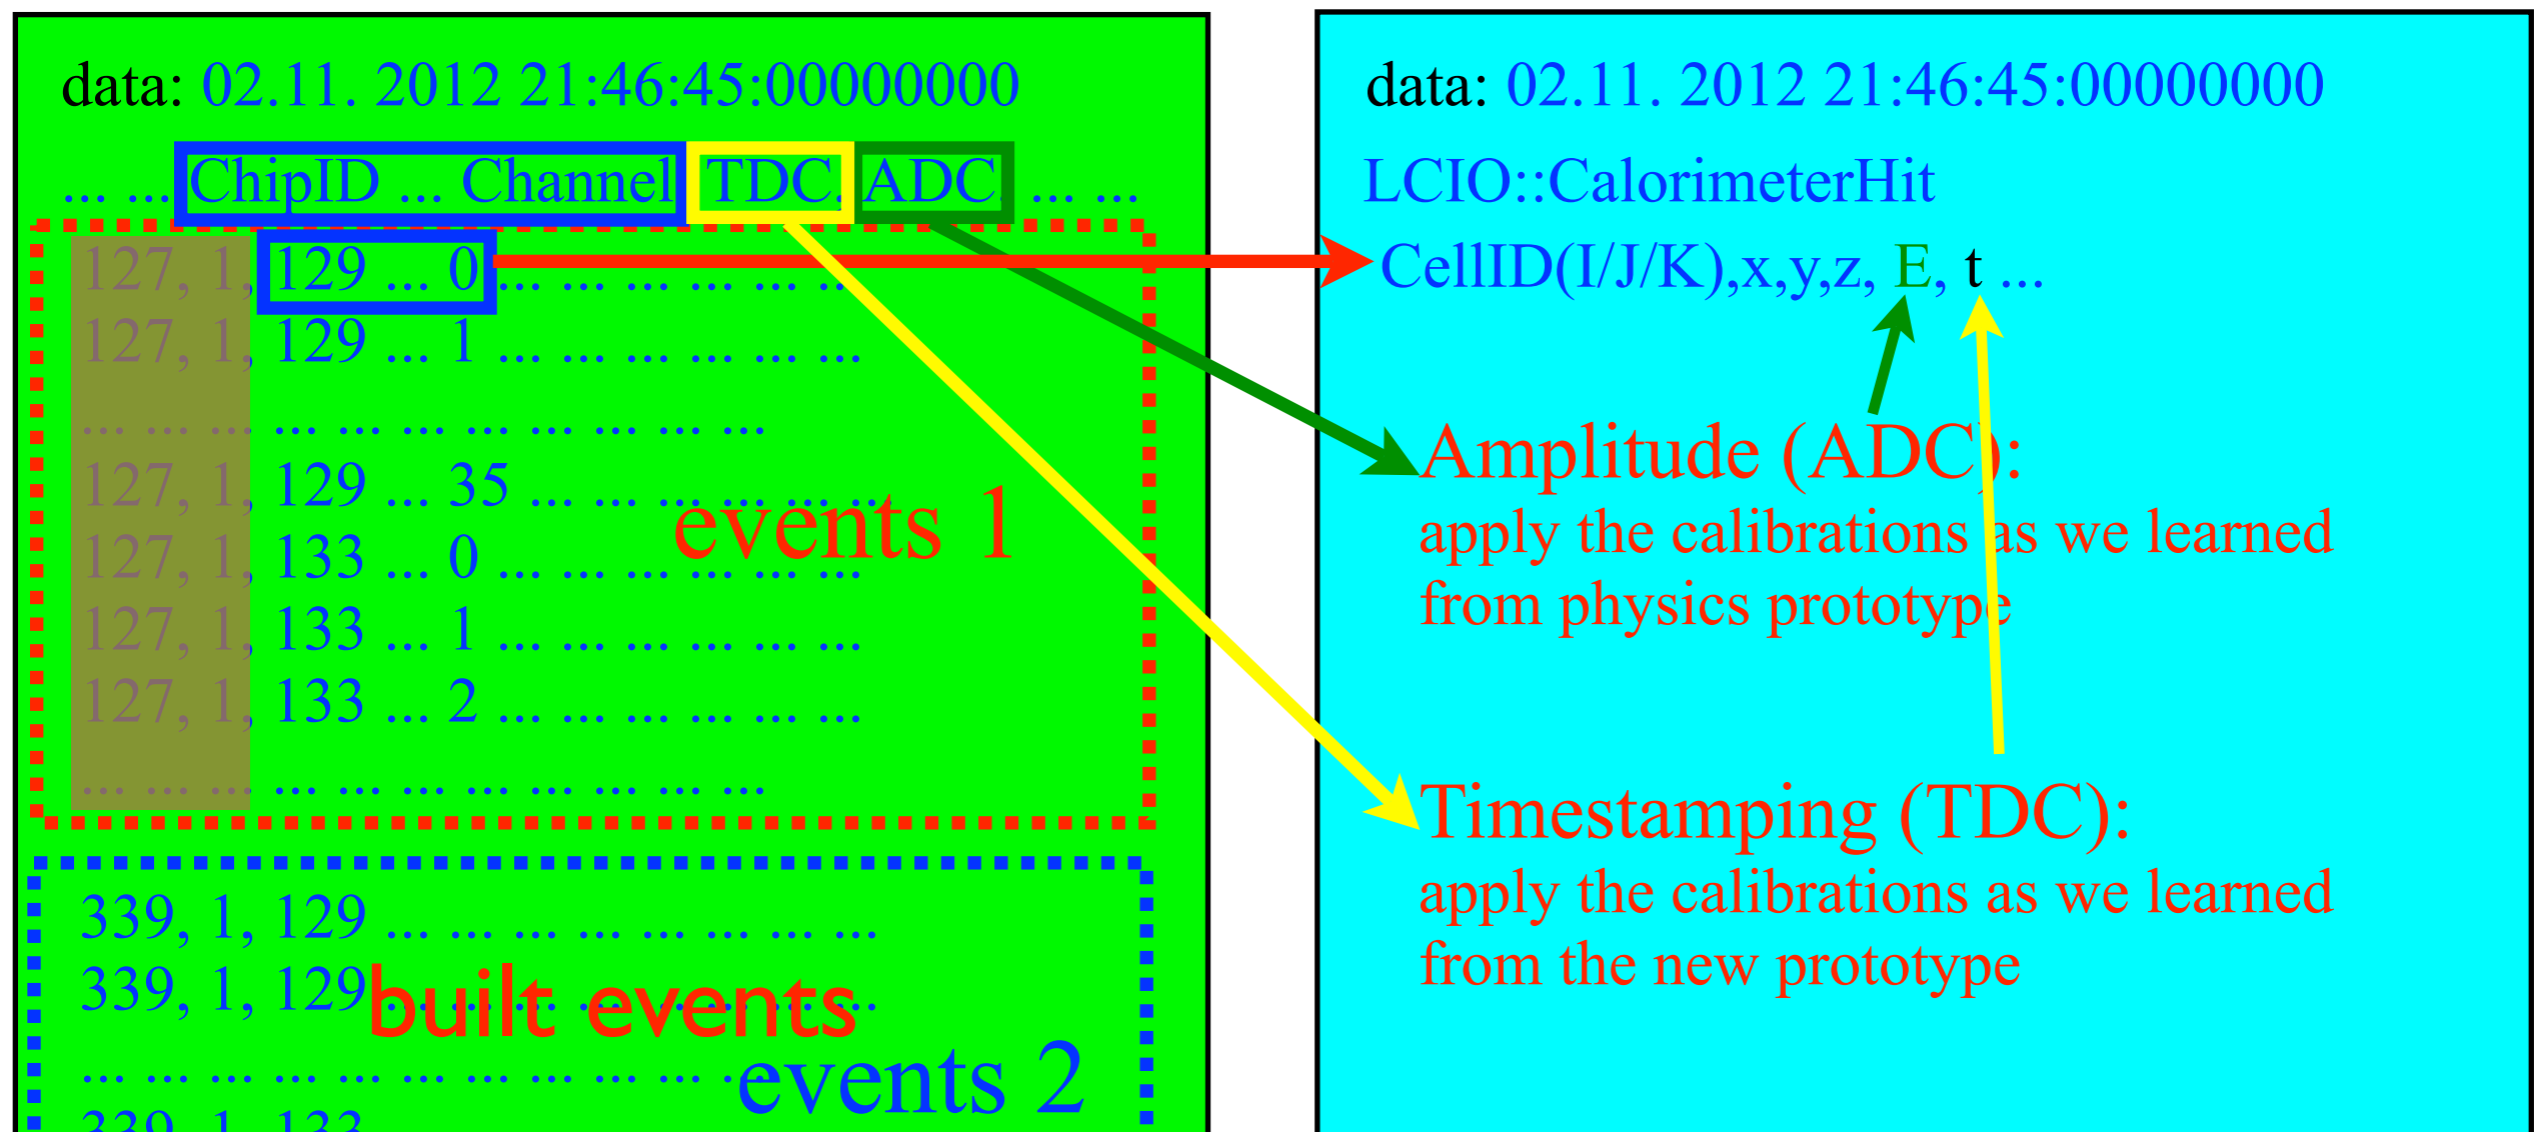 data: 02.11. 2012 21:46:45:00000000
... ... ChipID ... Channel TDC, ADC, ... ...
127, 1, 129 ... 0 ... ... ... ... ... ...
127, 1, 129 ... 1 ... ... ... ... ... ...
... ... ... ... ... ... ... ... ... ... ...
127, 1, 129 ... 35 ... ... ... ... ... ...
events 1
127, 1, 133 ... 0 ... ... ... ... ... ...
127, 1, 133 ... 1 ... ... ... ... ... ...
127, 1, 133 ... 2 ... ... ... ... ... ...
... ... ... ... ... ... ... ... ... ... ...
339, 1, 129 ... ... ... ... ... ... ... ...
339, 1, 129 ... ... ... ... ... ... ... ...
built events
... ... ... ... ... ... ... ... ... ... ...
events 2
339, 1, 133
data: 02.11. 2012 21:46:45:00000000
LCIO::CalorimeterHit
CellID(I/J/K),x,y,z, E, t ...
Amplitude (ADC):
apply the calibrations as we learned
from physics prototype
Timestamping (TDC):
apply the calibrations as we learned
from the new prototype